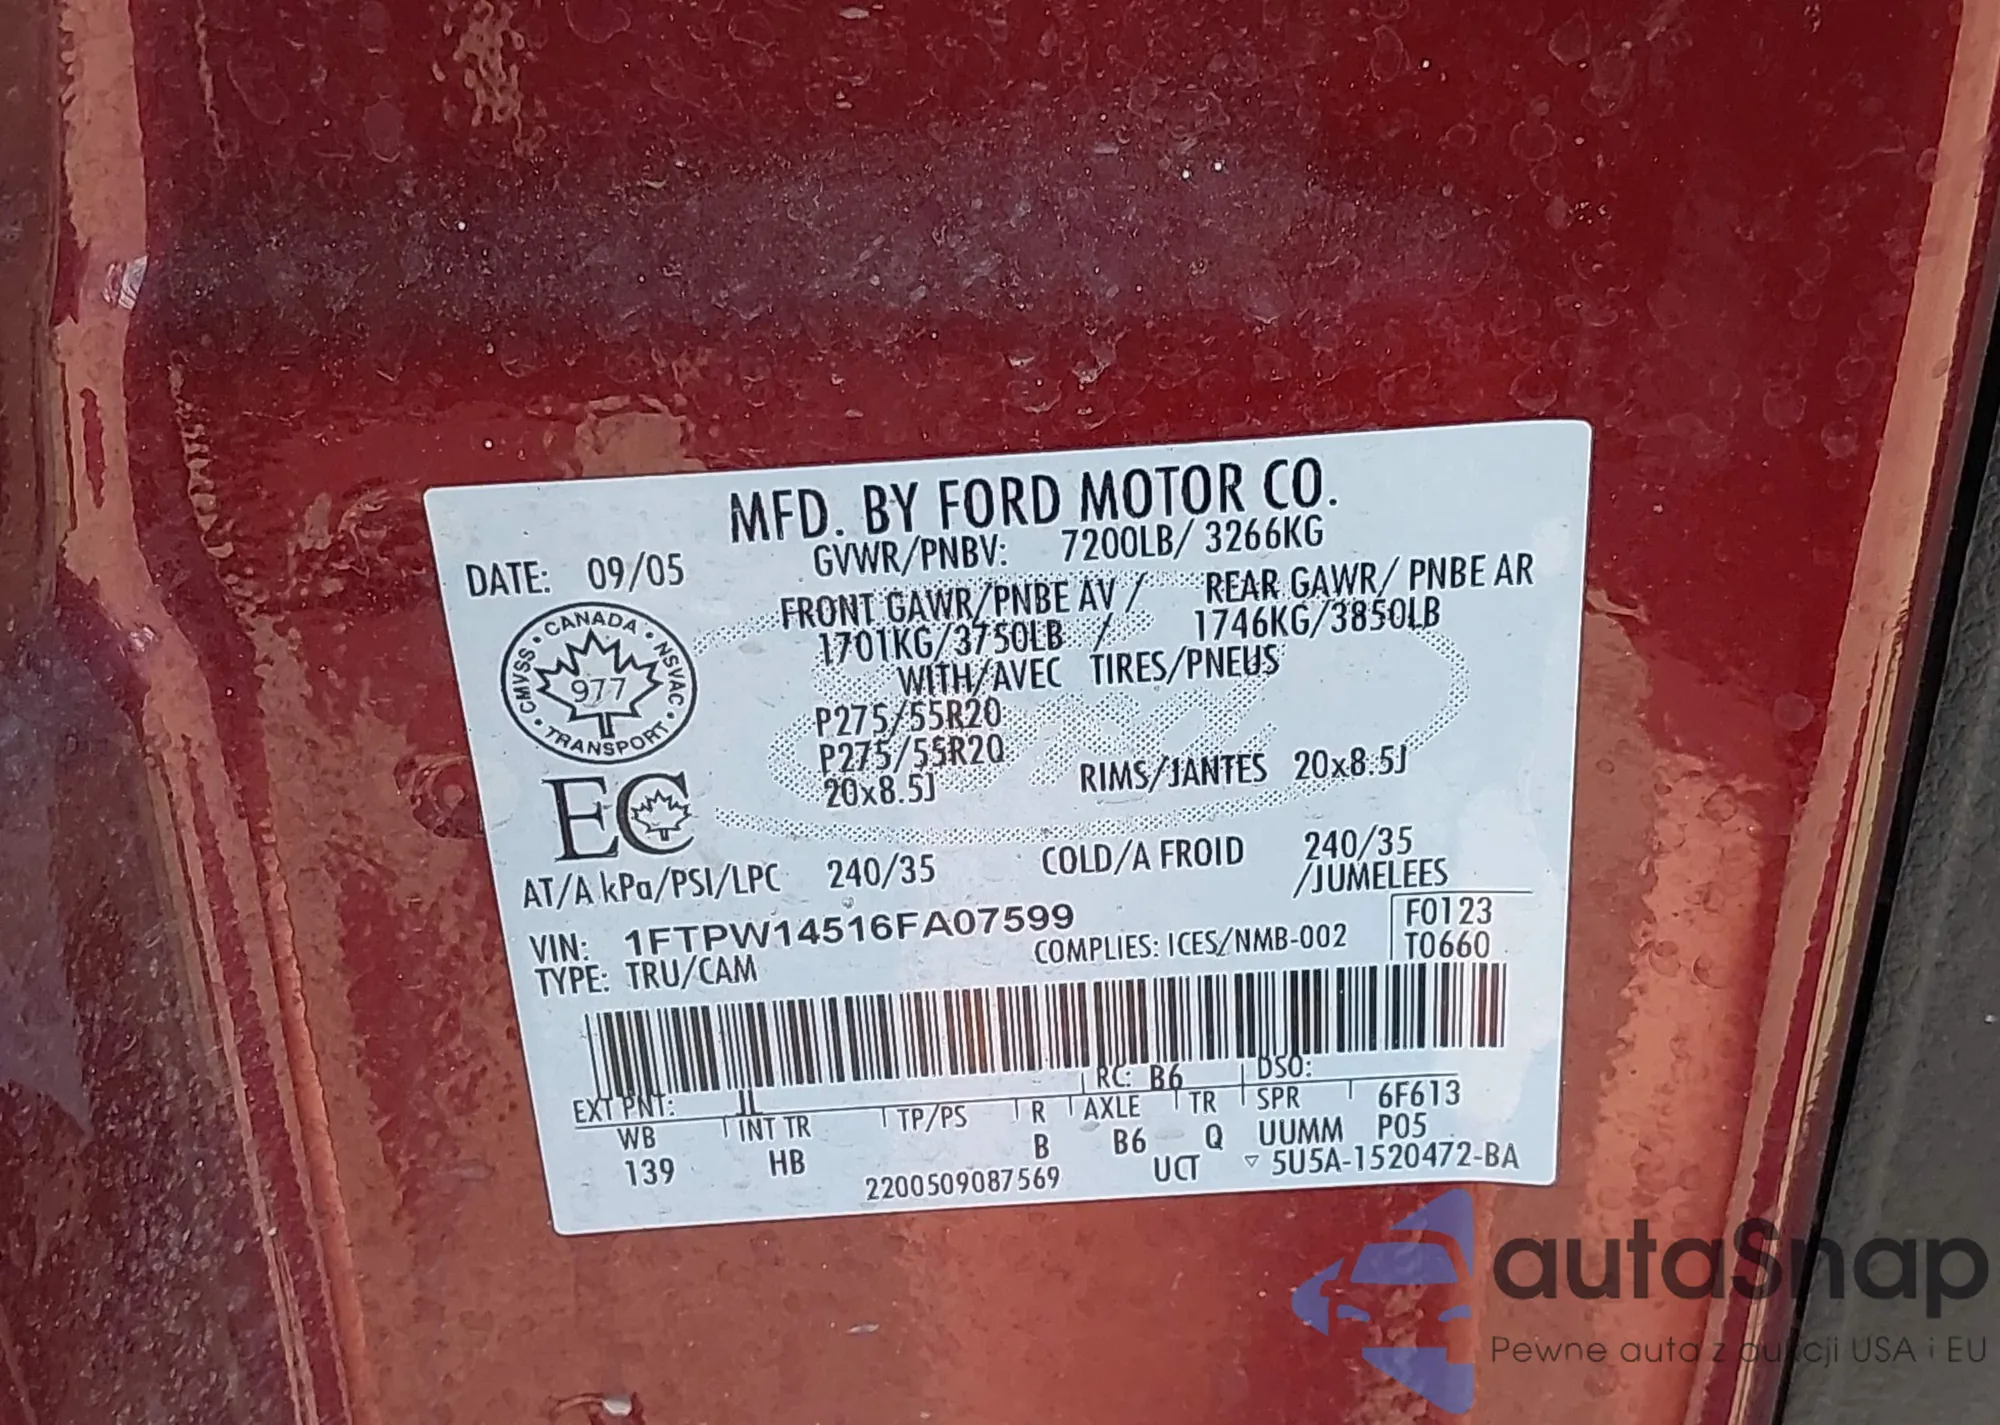 MFD. BY FORD MOTOR CO.
DATE: 09/05
GVWR/PNBV: 7200LB/ 3266KG
FRONT GAWR/PNBE AV / REAR GAWR/ PNBE AR
1701KG/3750LB / 1746KG/3850LB
WITH/AVEC TIRES/PNEUS
P275/55R20
P275/55R20
20x8.5J RIMS/JANTES 20x8.5J
CANADA
CMVSS NSVAC
977
TRANSPORT
EC
AT/A kPa/PSI/LPC 240/35 COLD/A FROID 240/35
/JUMELEES
VIN: 1FTPW14516FA07599
F0123
TYPE: TRU/CAM COMPLIES: ICES/NMB-002
T0660
EXT PNT: JL RC: B6 DSO:
WB INT TR TP/PS R AXLE TR SPR 6F613
139 HB B B6 Q UUMM P05
2200509087569 UCT ▽ 5U5A-1520472-BA
autaSnap
Pewne auta z aukcji USA i EU